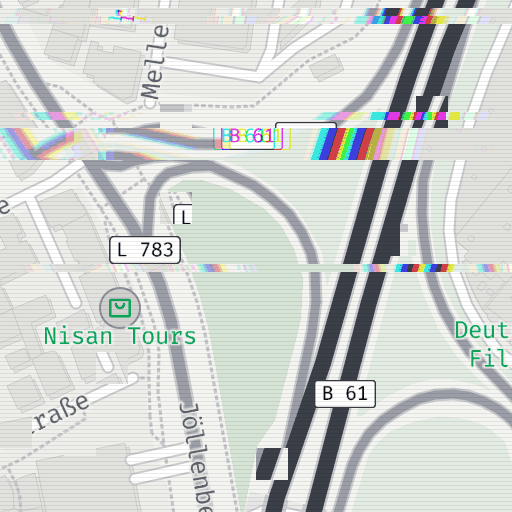 Melle
B 61
L
L 783
Nisan Tours
Deut
Fil
B 61
raße
Jöllenbe